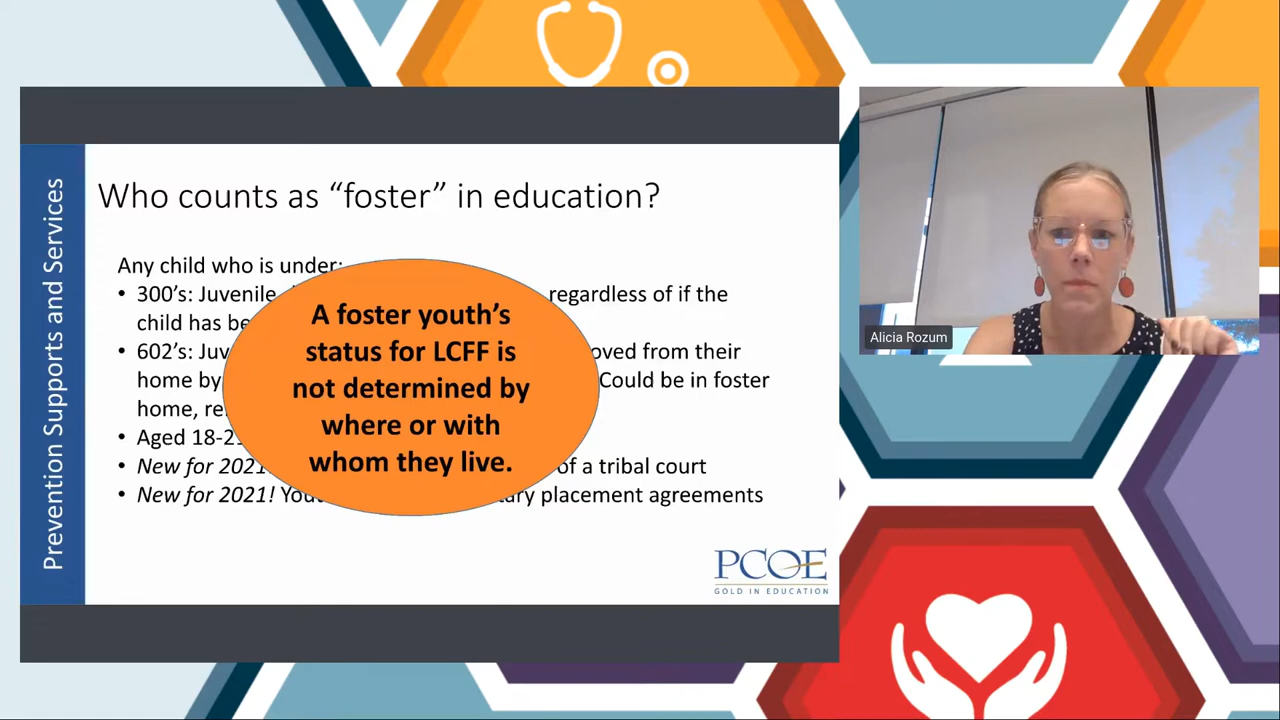 Prevention Supports and Services
Who counts as “foster” in education?
Any child who is under:
300’s: Juvenile regardless of if the
child has be
602’s: Juv oved from their
home by Could be in foster
home, re
Aged 18-2
New for 2021 of a tribal court
New for 2021! You tary placement agreements
A foster youth’s
status for LCFF is
not determined by
where or with
whom they live.
PCOE
GOLD IN EDUCATION
Alicia Rozum